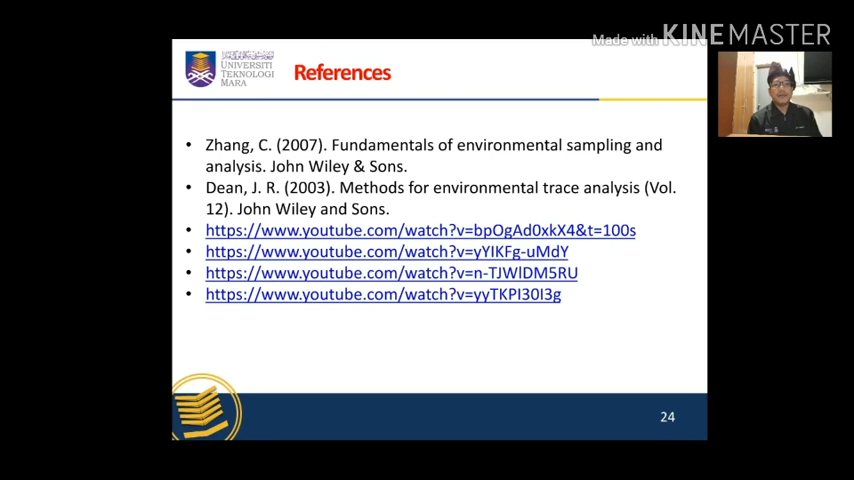 Made with KINEMASTER
UNIVERSITI
TEKNOLOGI
MARA
References
• Zhang, C. (2007). Fundamentals of environmental sampling and
analysis. John Wiley & Sons.
• Dean, J. R. (2003). Methods for environmental trace analysis (Vol.
12). John Wiley and Sons.
• https://www.youtube.com/watch?v=bpOgAd0xkX4&t=100s
• https://www.youtube.com/watch?v=yYIKFg-uMdY
• https://www.youtube.com/watch?v=n-TJWlDM5RU
• https://www.youtube.com/watch?v=yyTKPI30I3g
24